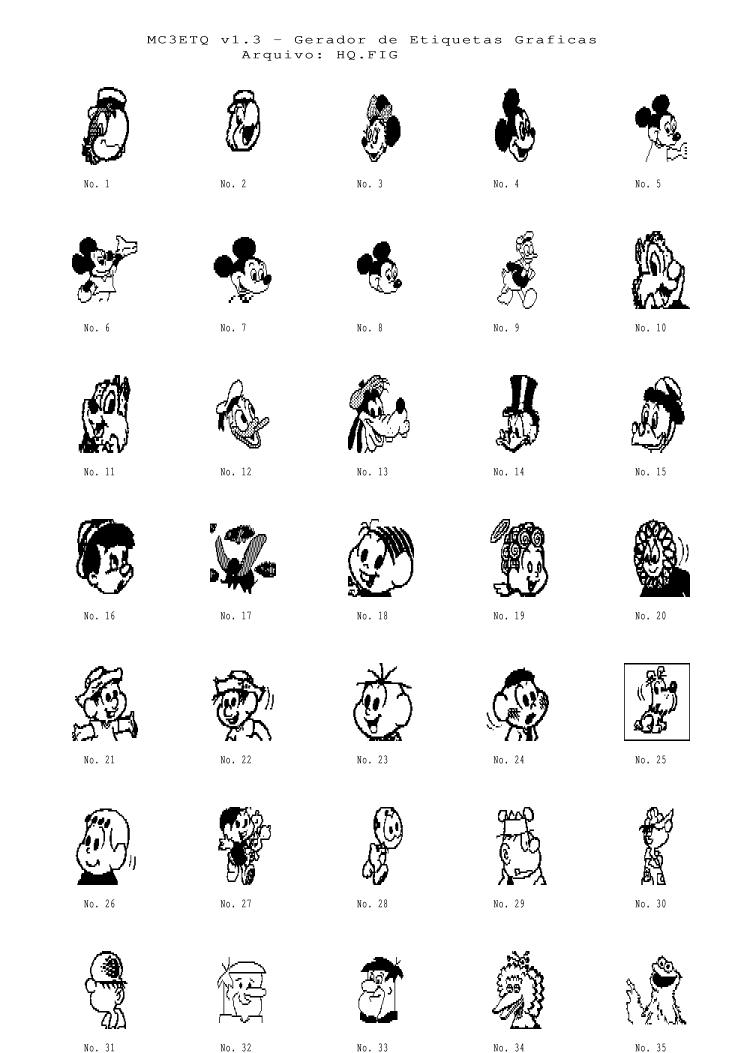 MC3ETQ v1.3 - Gerador de Etiquetas Graficas
Arquivo: HQ.FIG
No. 1 No. 2 No. 3 No. 4 No. 5
No. 6 No. 7 No. 8 No. 9 No. 10
No. 11 No. 12 No. 13 No. 14 No. 15
No. 16 No. 17 No. 18 No. 19 No. 20
No. 21 No. 22 No. 23 No. 24 No. 25
No. 26 No. 27 No. 28 No. 29 No. 30
No. 31 No. 32 No. 33 No. 34 No. 35